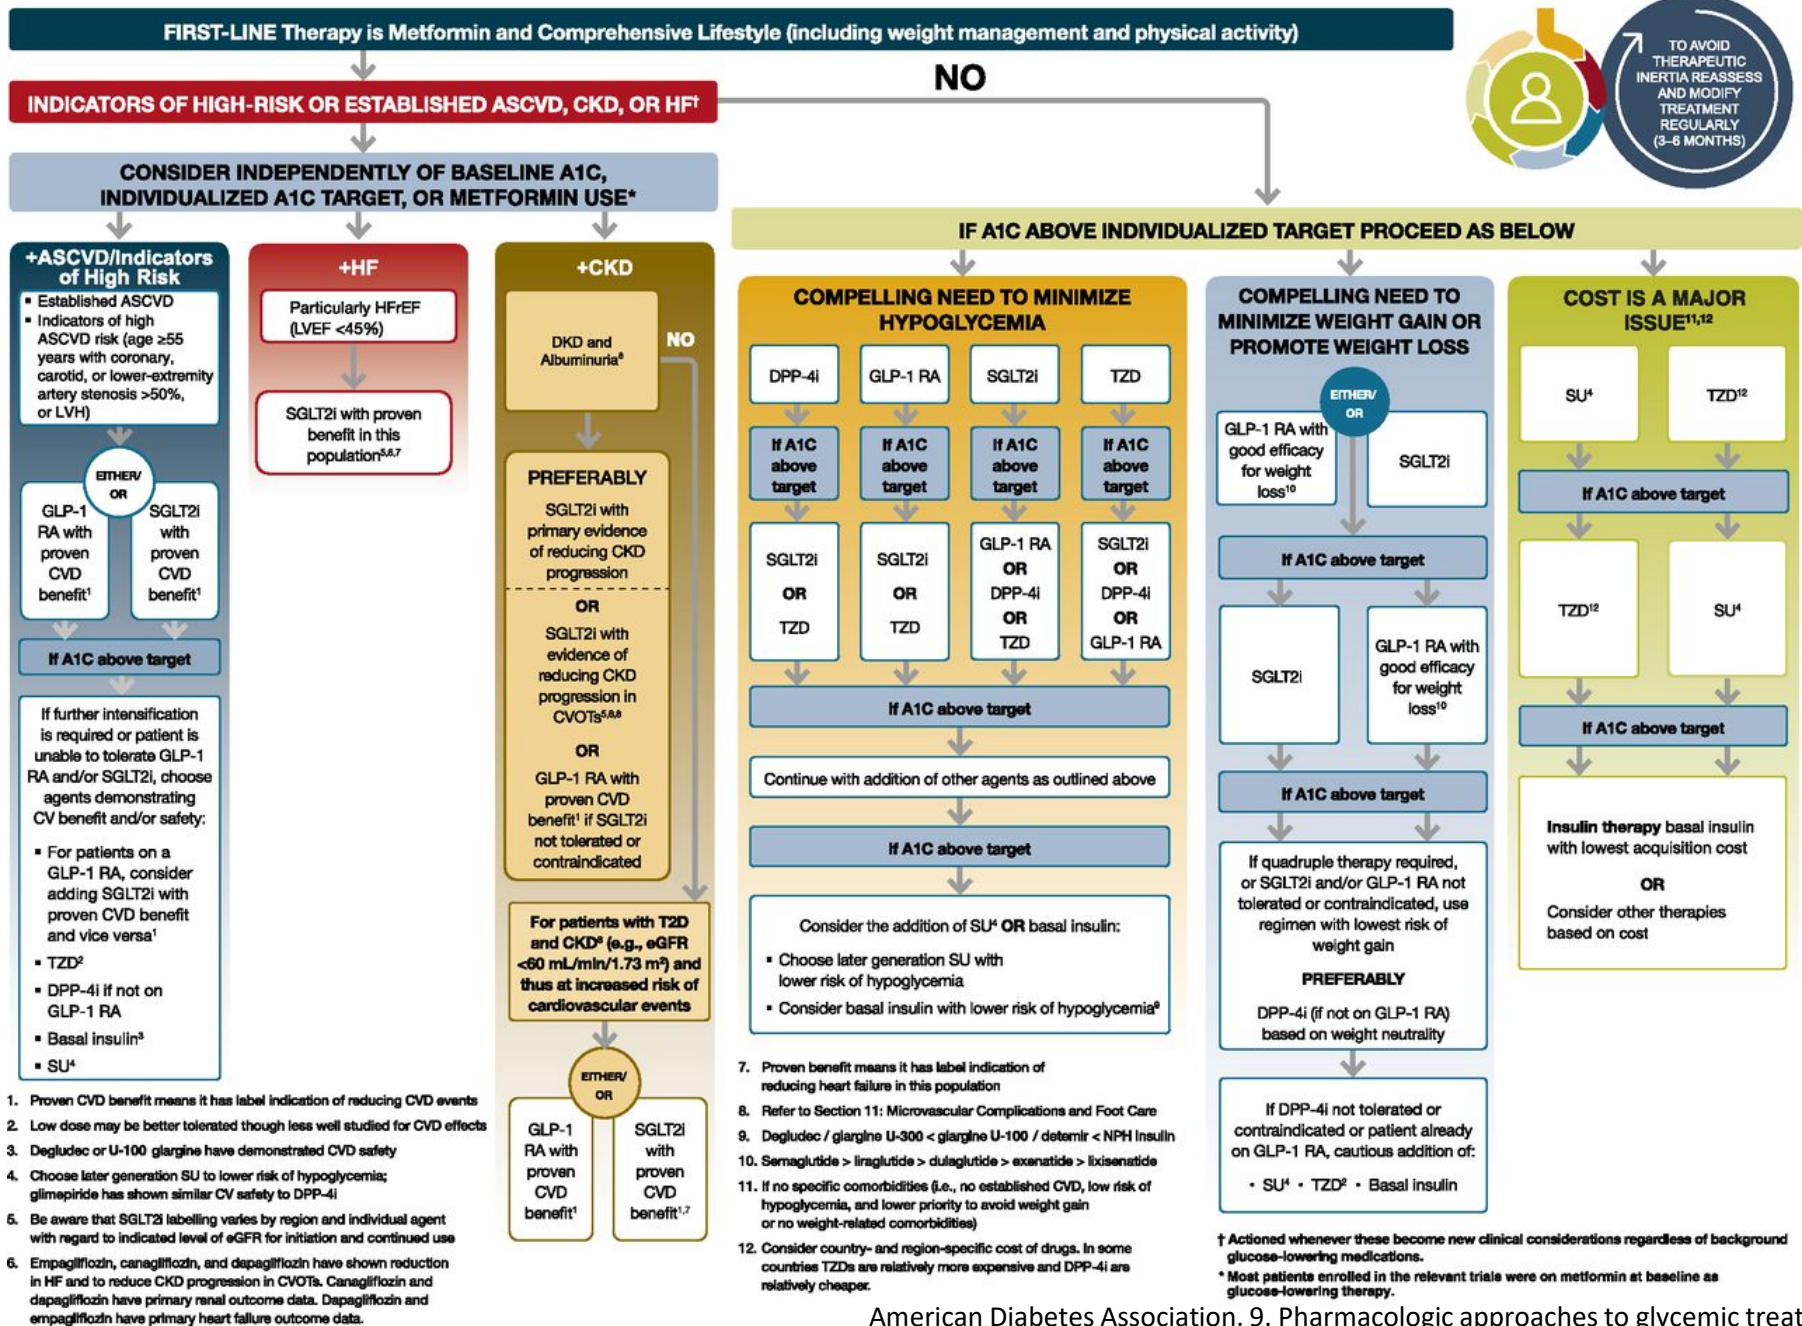 FIRST-LINE Therapy is Metformin and Comprehensive Lifestyle (including weight management and physical activity)
TO AVOID
THERAPEUTIC
INERTIA REASSESS
AND MODIFY
TREATMENT
REGULARLY
(3–6 MONTHS)
NO
INDICATORS OF HIGH-RISK OR ESTABLISHED ASCVD, CKD, OR HF†
CONSIDER INDEPENDENTLY OF BASELINE A1C,
INDIVIDUALIZED A1C TARGET, OR METFORMIN USE*
+ASCVD/Indicators
of High Risk
▪ Established ASCVD
▪ Indicators of high
ASCVD risk (age ≥55
years with coronary,
carotid, or lower-extremity
artery stenosis >50%,
or LVH)
EITHER/
OR
GLP-1
RA with
proven
CVD
benefit¹
SGLT2i
with
proven
CVD
benefit¹
If A1C above target
If further intensification
is required or patient is
unable to tolerate GLP-1
RA and/or SGLT2i, choose
agents demonstrating
CV benefit and/or safety:
▪ For patients on a
GLP-1 RA, consider
adding SGLT2i with
proven CVD benefit
and vice versa¹
▪ TZD²
▪ DPP-4i if not on
GLP-1 RA
▪ Basal insulin³
▪ SU⁴
+HF
Particularly HFrEF
(LVEF <45%)
SGLT2i with proven
benefit in this
population⁵,⁶,⁷
+CKD
DKD and
Albuminuria⁸
NO
PREFERABLY
SGLT2i with
primary evidence
of reducing CKD
progression
OR
SGLT2i with
evidence of
reducing CKD
progression in
CVOTs⁵,⁶,⁸
OR
GLP-1 RA with
proven CVD
benefit¹ if SGLT2i
not tolerated or
contraindicated
For patients with T2D
and CKD⁸ (e.g., eGFR
<60 mL/min/1.73 m²) and
thus at increased risk of
cardiovascular events
EITHER/
OR
GLP-1
RA with
proven
CVD
benefit¹
SGLT2i
with
proven
CVD
benefit¹,⁷
IF A1C ABOVE INDIVIDUALIZED TARGET PROCEED AS BELOW
COMPELLING NEED TO MINIMIZE
HYPOGLYCEMIA
DPP-4i
GLP-1 RA
SGLT2i
TZD
If A1C
above
target
If A1C
above
target
If A1C
above
target
If A1C
above
target
SGLT2i
OR
TZD
SGLT2i
OR
TZD
GLP-1 RA
OR
DPP-4i
OR
TZD
SGLT2i
OR
DPP-4i
OR
GLP-1 RA
If A1C above target
Continue with addition of other agents as outlined above
If A1C above target
Consider the addition of SU⁴ OR basal insulin:
▪ Choose later generation SU with
lower risk of hypoglycemia
▪ Consider basal insulin with lower risk of hypoglycemia⁹
COMPELLING NEED TO
MINIMIZE WEIGHT GAIN OR
PROMOTE WEIGHT LOSS
EITHER/
OR
GLP-1 RA with
good efficacy
for weight
loss¹⁰
SGLT2i
If A1C above target
SGLT2i
GLP-1 RA with
good efficacy
for weight
loss¹⁰
If A1C above target
If quadruple therapy required,
or SGLT2i and/or GLP-1 RA not
tolerated or contraindicated, use
regimen with lowest risk of
weight gain
PREFERABLY
DPP-4i (if not on GLP-1 RA)
based on weight neutrality
If DPP-4i not tolerated or
contraindicated or patient already
on GLP-1 RA, cautious addition of:
• SU⁴ • TZD² • Basal insulin
COST IS A MAJOR
ISSUE¹¹,¹²
SU⁴
TZD¹²
If A1C above target
TZD¹²
SU⁴
If A1C above target
Insulin therapy basal insulin
with lowest acquisition cost
OR
Consider other therapies
based on cost
1. Proven CVD benefit means it has label indication of reducing CVD events
2. Low dose may be better tolerated though less well studied for CVD effects
3. Degludec or U-100 glargine have demonstrated CVD safety
4. Choose later generation SU to lower risk of hypoglycemia;
glimepiride has shown similar CV safety to DPP-4i
5. Be aware that SGLT2i labelling varies by region and individual agent
with regard to indicated level of eGFR for initiation and continued use
6. Empagliflozin, canagliflozin, and dapagliflozin have shown reduction
in HF and to reduce CKD progression in CVOTs. Canagliflozin and
dapagliflozin have primary renal outcome data. Dapagliflozin and
empagliflozin have primary heart failure outcome data.
7. Proven benefit means it has label indication of
reducing heart failure in this population
8. Refer to Section 11: Microvascular Complications and Foot Care
9. Degludec / glargine U-300 < glargine U-100 / detemir < NPH insulin
10. Semaglutide > liraglutide > dulaglutide > exenatide > lixisenatide
11. If no specific comorbidities (i.e., no established CVD, low risk of
hypoglycemia, and lower priority to avoid weight gain
or no weight-related comorbidities)
12. Consider country- and region-specific cost of drugs. In some
countries TZDs are relatively more expensive and DPP-4i are
relatively cheaper.
† Actioned whenever these become new clinical considerations regardless of background
glucose-lowering medications.
* Most patients enrolled in the relevant trials were on metformin at baseline as
glucose-lowering therapy.
American Diabetes Association. 9. Pharmacologic approaches to glycemic treat